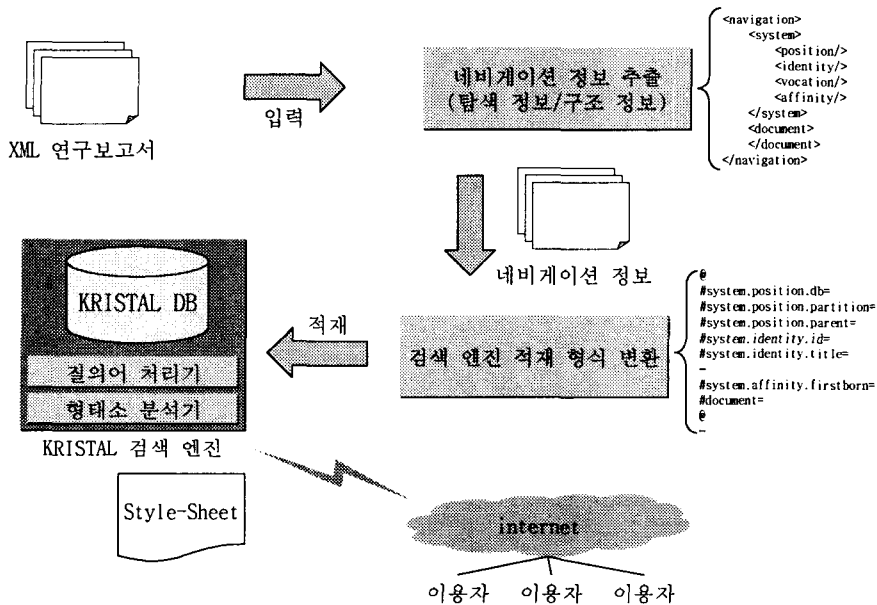 XML 연구보고서
입력
네비게이션 정보 추출
(탐색 정보/구조 정보)
<navigation>
<system>
<position/>
<identity/>
<vocation/>
<affinity/>
</system>
<document>
</document>
</navigation>
네비게이션 정보
검색 엔진 적재 형식 변환
@
#system.position.db=
#system.position.partition=
#system.position.parent=
#system.identity.id=
#system.identity.title=
–
#system.affinity.firstborn=
#document=
@
–
적재
KRISTAL DB
질의어 처리기
형태소 분석기
KRISTAL 검색 엔진
Style-Sheet
internet
이용자 이용자 이용자